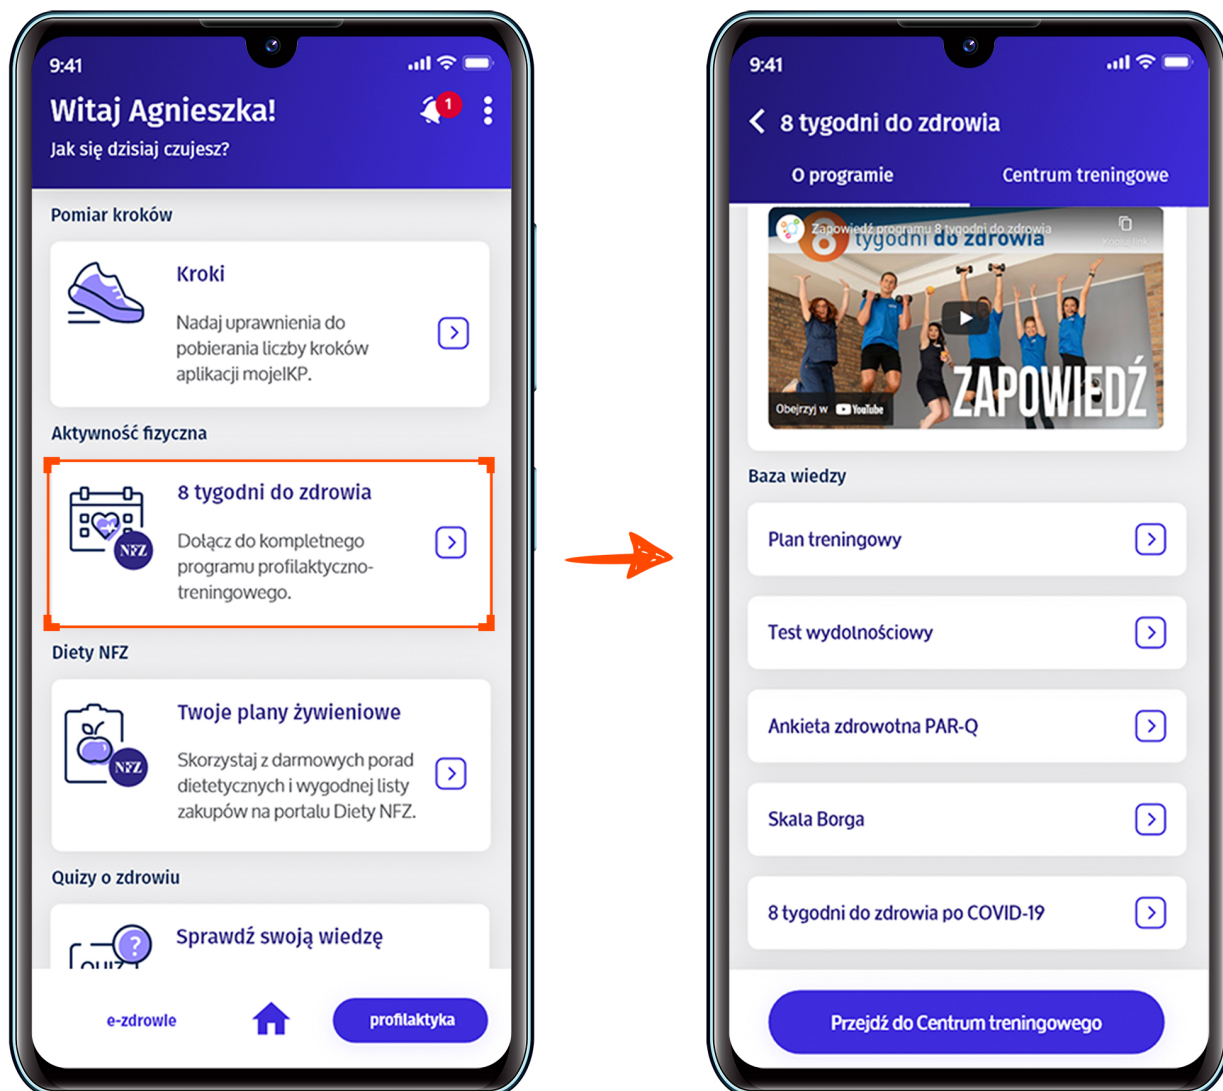 9:41
Witaj Agnieszka!
1
Jak się dzisiaj czujesz?
Pomiar kroków
Kroki
Nadaj uprawnienia do
pobierania liczby kroków
aplikacji mojeIKP.
Aktywność fizyczna
8 tygodni do zdrowia
NFZ
Dołącz do kompletnego
programu profilaktyczno-
treningowego.
Diety NFZ
Twoje plany żywieniowe
NFZ
Skorzystaj z darmowych porad
dietetycznych i wygodnej listy
zakupów na portalu Diety NFZ.
Quizy o zdrowiu
Sprawdź swoją wiedzę
?
QUIZ
e-zdrowie
profilaktyka
9:41
8 tygodni do zdrowia
O programie
Centrum treningowe
Zapowiedź programu 8 tygodni do zdrowia
8 tygodni do zdrowia
ZAPOWIEDŹ
Obejrzyj w YouTube
Baza wiedzy
Plan treningowy
Test wydolnościowy
Ankieta zdrowotna PAR-Q
Skala Borga
8 tygodni do zdrowia po COVID-19
Przejdź do Centrum treningowego